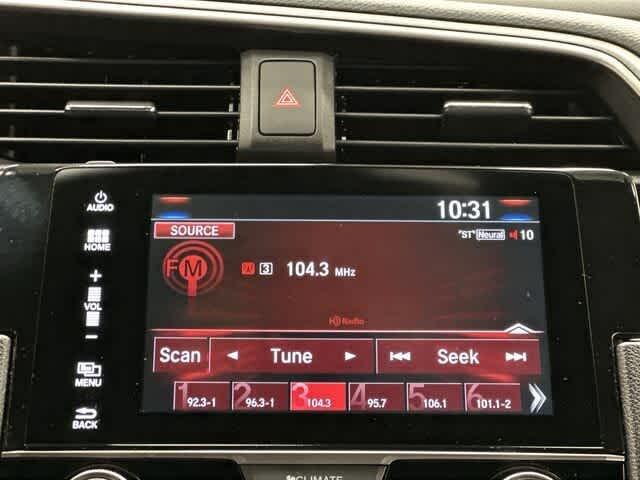 AUDIO
10:31
SOURCE
"ST" Neural 10
HOME
FM
3 104.3 MHz
VOL
HD Radio
Scan Tune Seek
MENU
1 92.3-1 2 96.3-1 3 104.3 4 95.7 5 106.1 6 101.1-2
BACK
CLIMATE